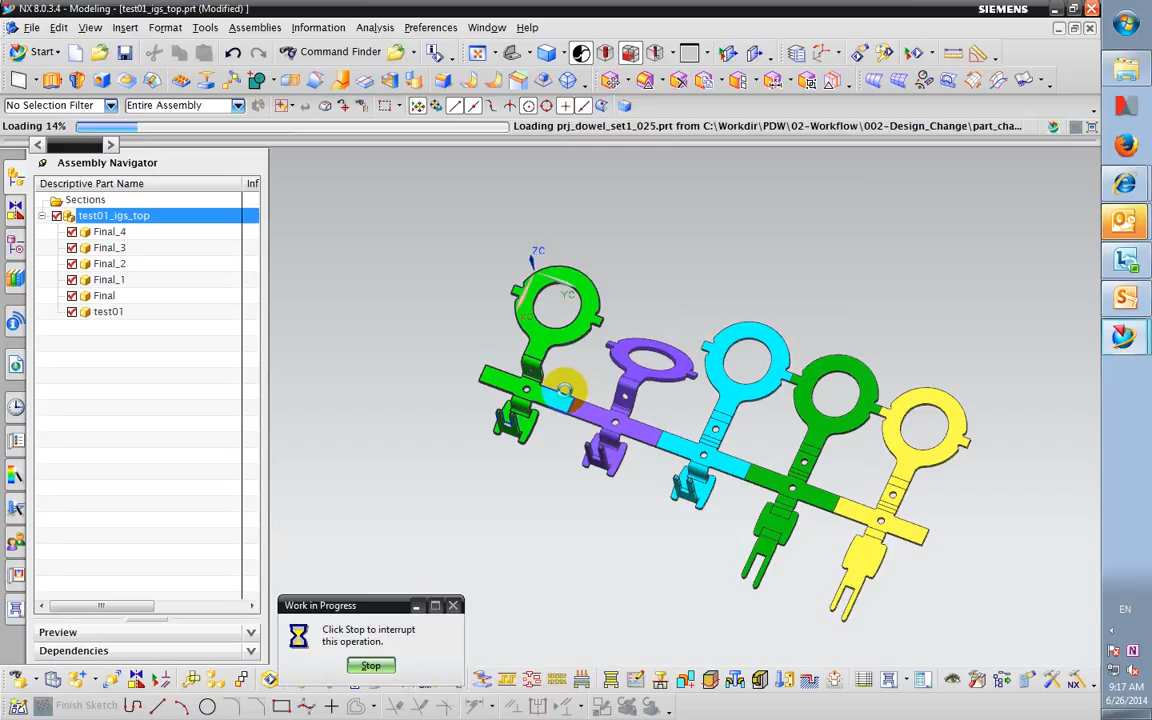 NX 8.0.3.4 - Modeling - [test01_igs_top.prt (Modified) ]
SIEMENS
File Edit View Insert Format Tools Assemblies Information Analysis Preferences Window Help
Start
Command Finder
No Selection Filter
Entire Assembly
Loading 14%
Loading prj_dowel_set1_025.prt from C:\Workdir\PDW\02-Workflow\002-Design_Change\part_cha...
Assembly Navigator
Descriptive Part Name
Inf
Sections
test01_igs_top
Final_4
Final_3
Final_2
Final_1
Final
test01
ZC
YC
Work in Progress
Click Stop to interrupt
this operation.
Stop
Preview
Dependencies
Finish Sketch
EN
9:17 AM
6/26/2014